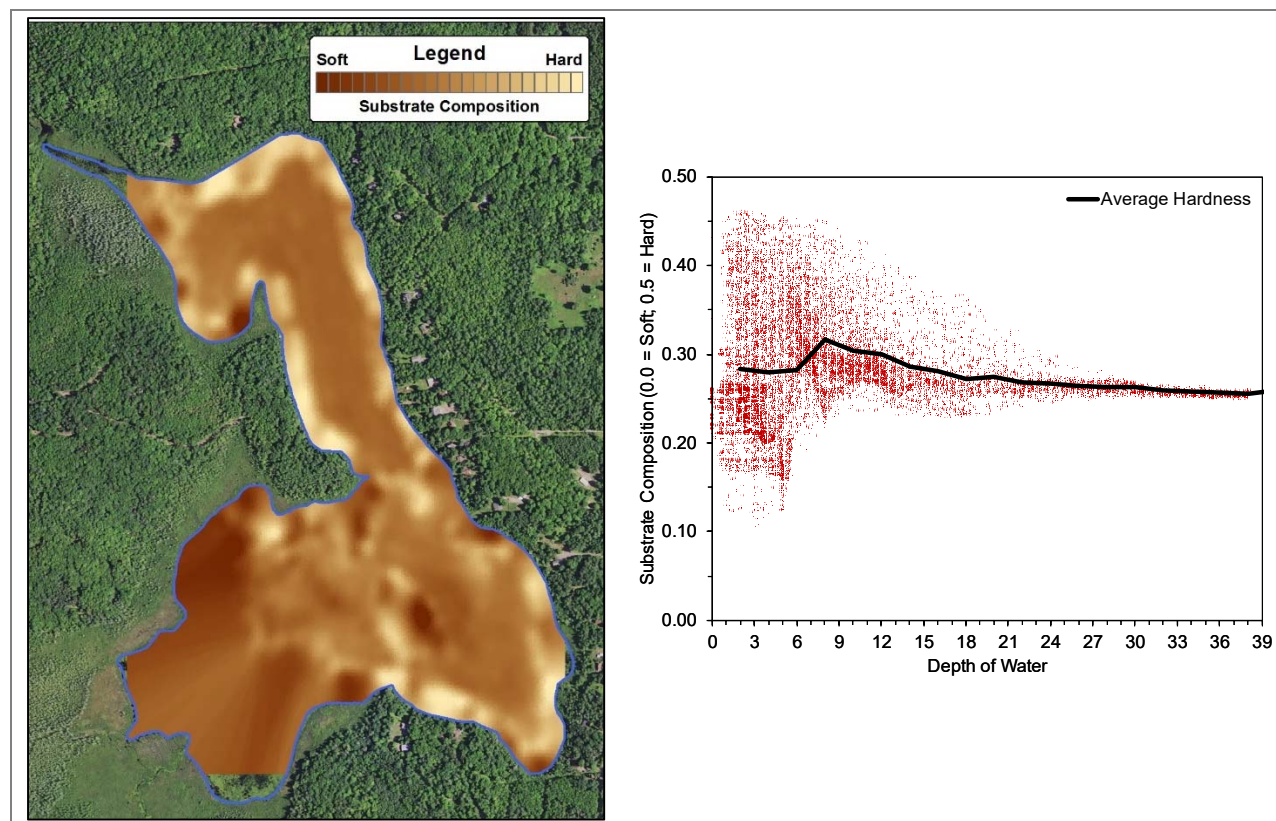 Legend
Soft
Hard
Substrate Composition
Substrate Composition (0.0 = Soft; 0.5 = Hard)
0.50
0.40
0.30
0.20
0.10
0.00
Average Hardness
0 3 6 9 12 15 18 21 24 27 30 33 36 39
Depth of Water